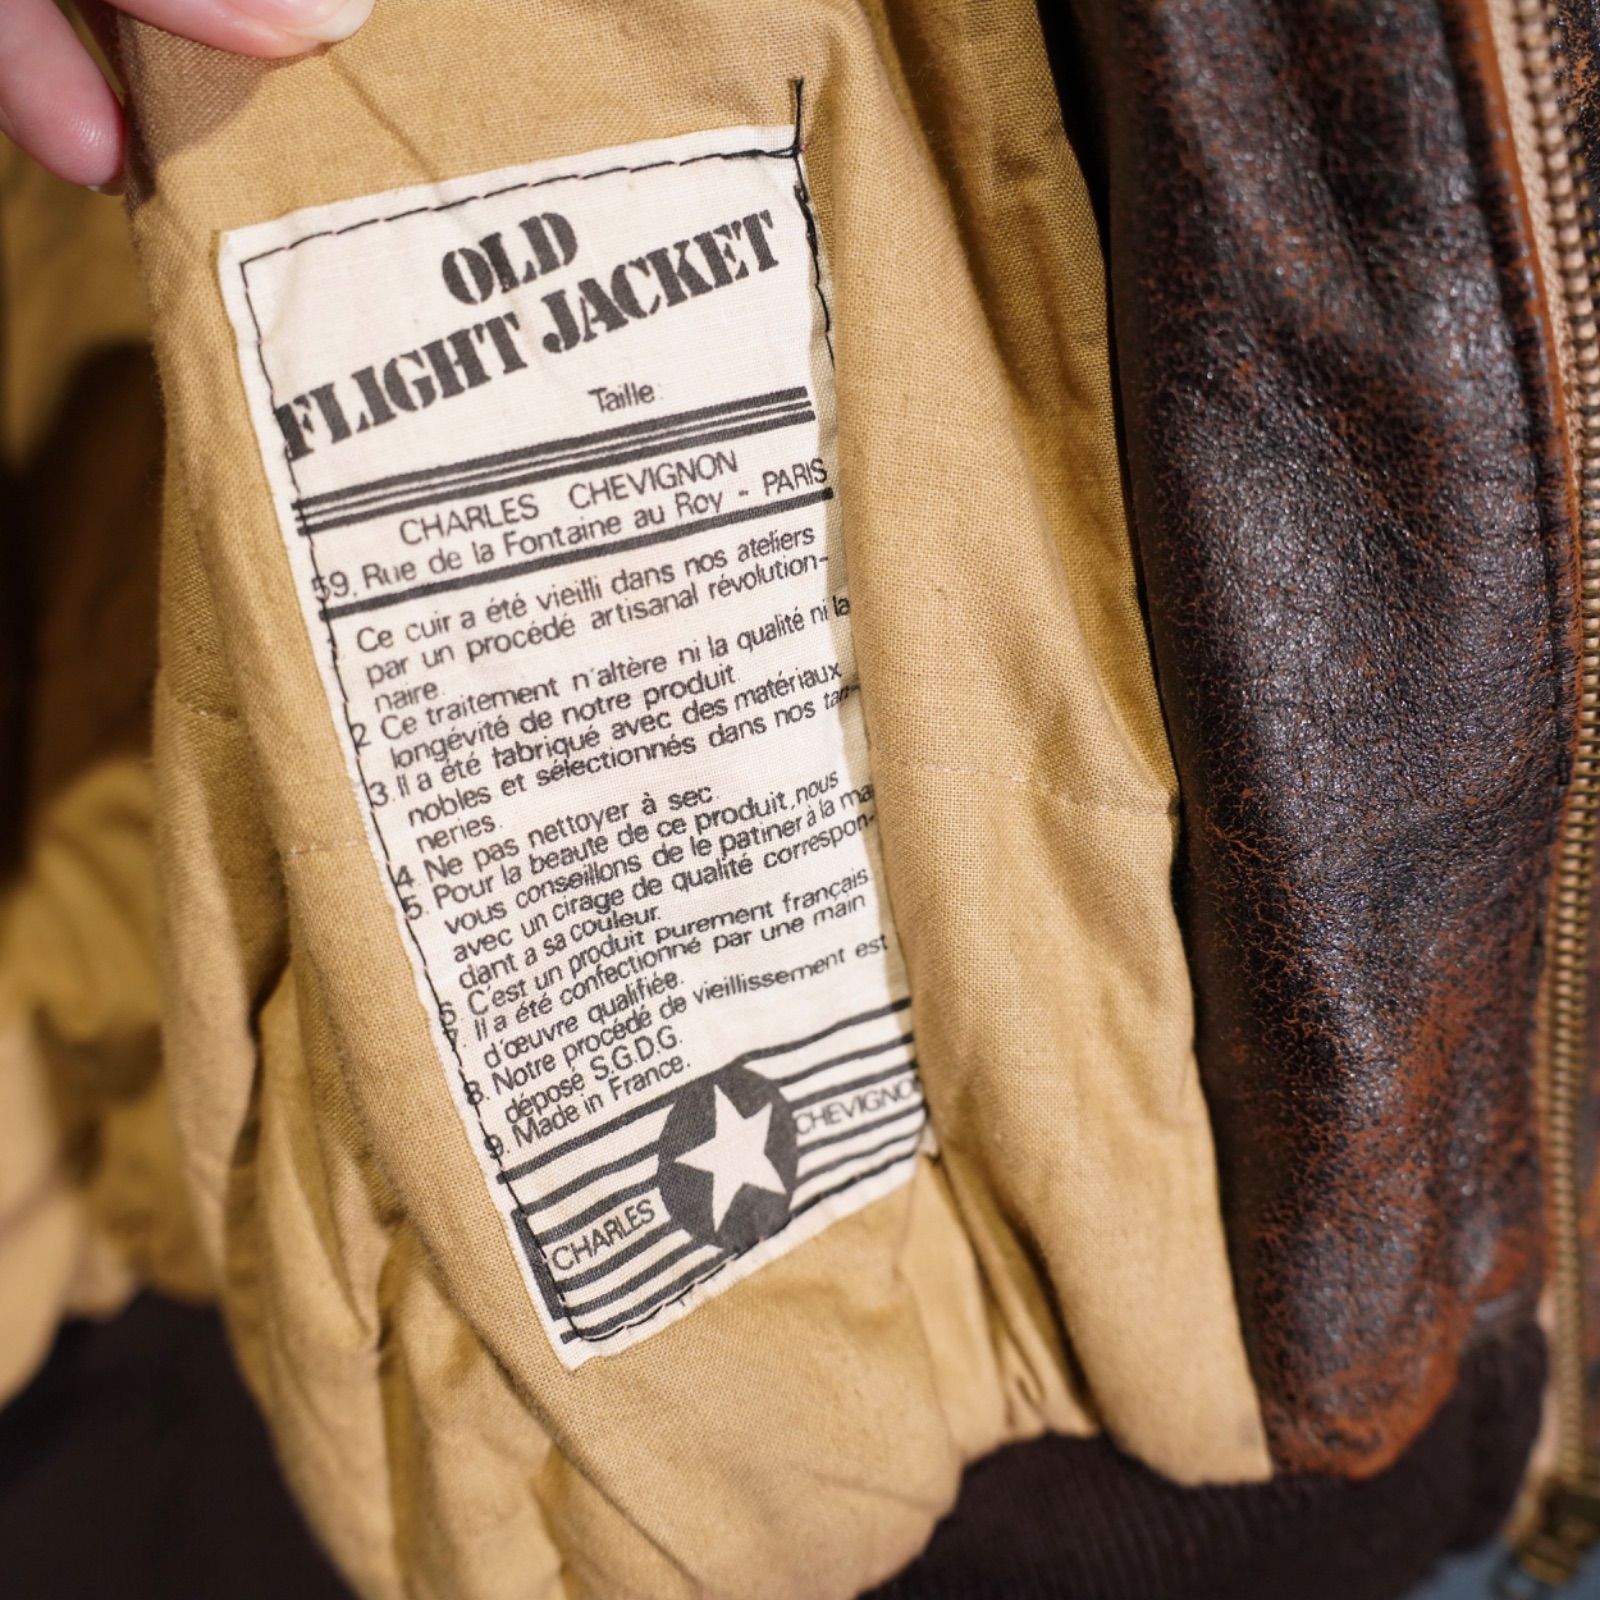 OLD
FLIGHT JACKET
Taille:
CHARLES CHEVIGNON
59. Rue de la Fontaine au Roy - PARIS
Ce cuir a été vieilli dans nos ateliers
par un procédé artisanal révolution-
naire.
2. Ce traitement n'altère ni la qualité ni la
longévité de notre produit.
3. Il a été fabriqué avec des matériaux
nobles et sélectionnés dans nos tan-
neries.
4. Ne pas nettoyer à sec.
5. Pour la beauté de ce produit, nous
vous conseillons de le patiner à la
avec un cirage de qualité correspon-
dant a sa couleur.
6. C'est un produit purement français
7. Il a été confectionné par une main
d'œuvre qualifiée.
8. Notre procédé de vieillissement est
déposé S.G.D.G.
9. Made in France.
CHARLES CHEVIGNON